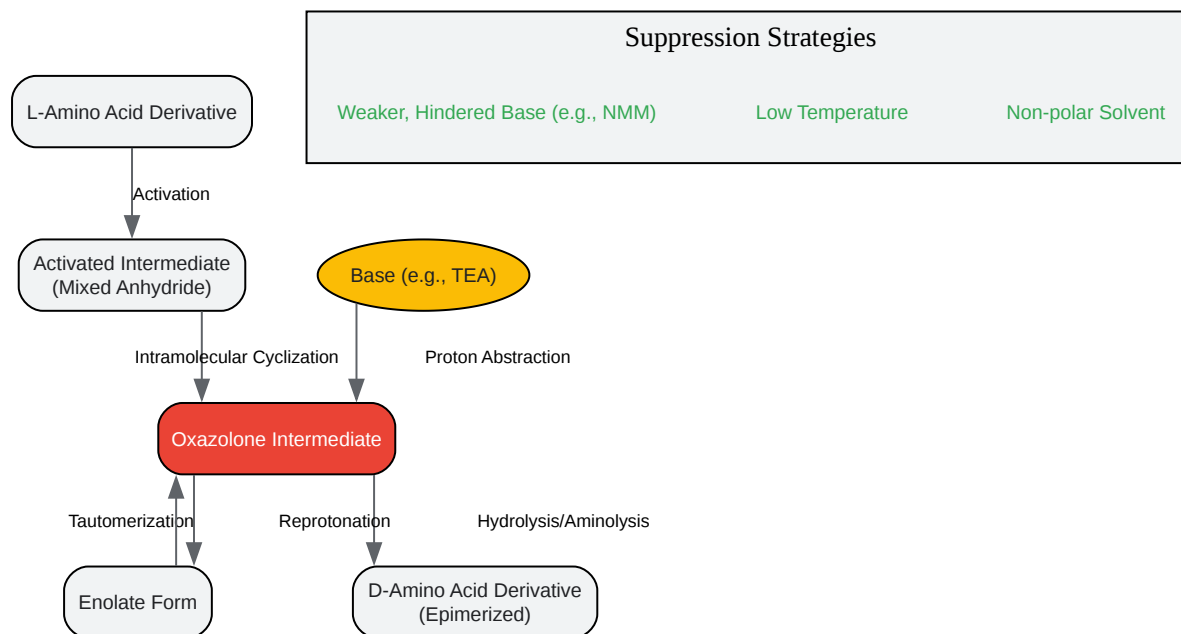 Suppression Strategies
Weaker, Hindered Base (e.g., NMM)
Low Temperature
Non-polar Solvent
L-Amino Acid Derivative
Activation
Activated Intermediate
(Mixed Anhydride)
Base (e.g., TEA)
Intramolecular Cyclization
Proton Abstraction
Oxazolone Intermediate
Tautomerization
Reprotonation
Hydrolysis/Aminolysis
Enolate Form
D-Amino Acid Derivative
(Epimerized)